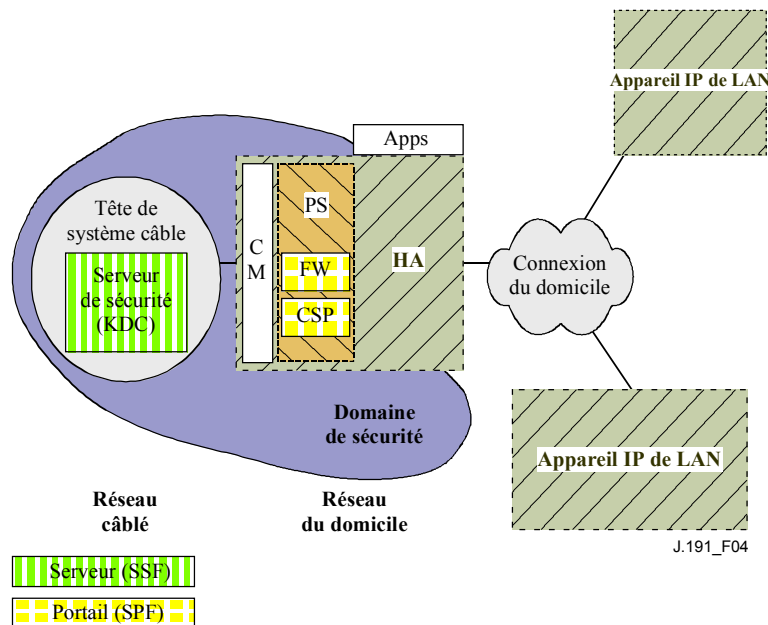 Appareil IP de LAN
Apps
Tête de
système câble
Serveur
de sécurité
(KDC)
C
M
PS
FW
CSP
HA
Connexion
du domicile
Domaine
de sécurité
Appareil IP de LAN
Réseau
câblé
Réseau
du domicile
J.191_F04
Serveur (SSF)
Portail (SPF)